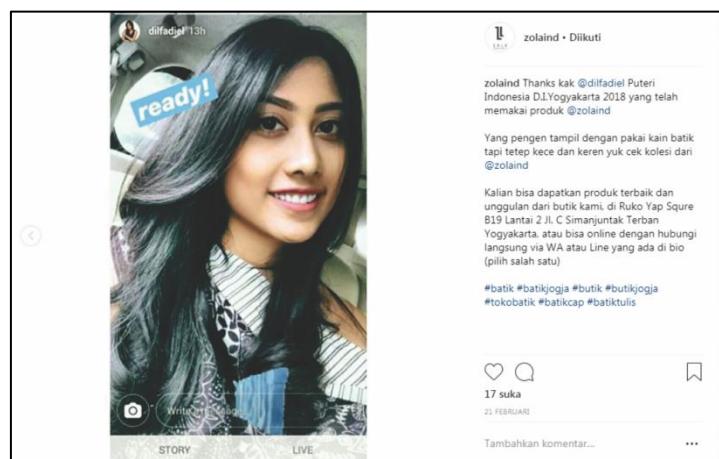 dilfadiel 13h
ready!
STORY
LIVE
zolaind • Diikuti
zolaind Thanks kak @dilfadiel Puteri
Indonesia D.I.Yogyakarta 2018 yang telah
memakai produk @zolaind
Yang pengen tampil dengan pakai kain batik
tapi tetep kece dan keren yuk cek kolesi dari
@zolaind
Kalian bisa dapatkan produk terbaik dan
unggulan dari butik kami, di Ruko Yap Squre
B19 Lantai 2 Jl. C Simanjuntak Terban
Yogyakarta, atau bisa online dengan hubungi
langsung via WA atau Line yang ada di bio
(pilih salah satu)
#batik #batikjogja #butik #butikjogja
#tokobatik #batikcap #batiktulis
17 suka
21 FEBRUARI
Tambahkan komentar...